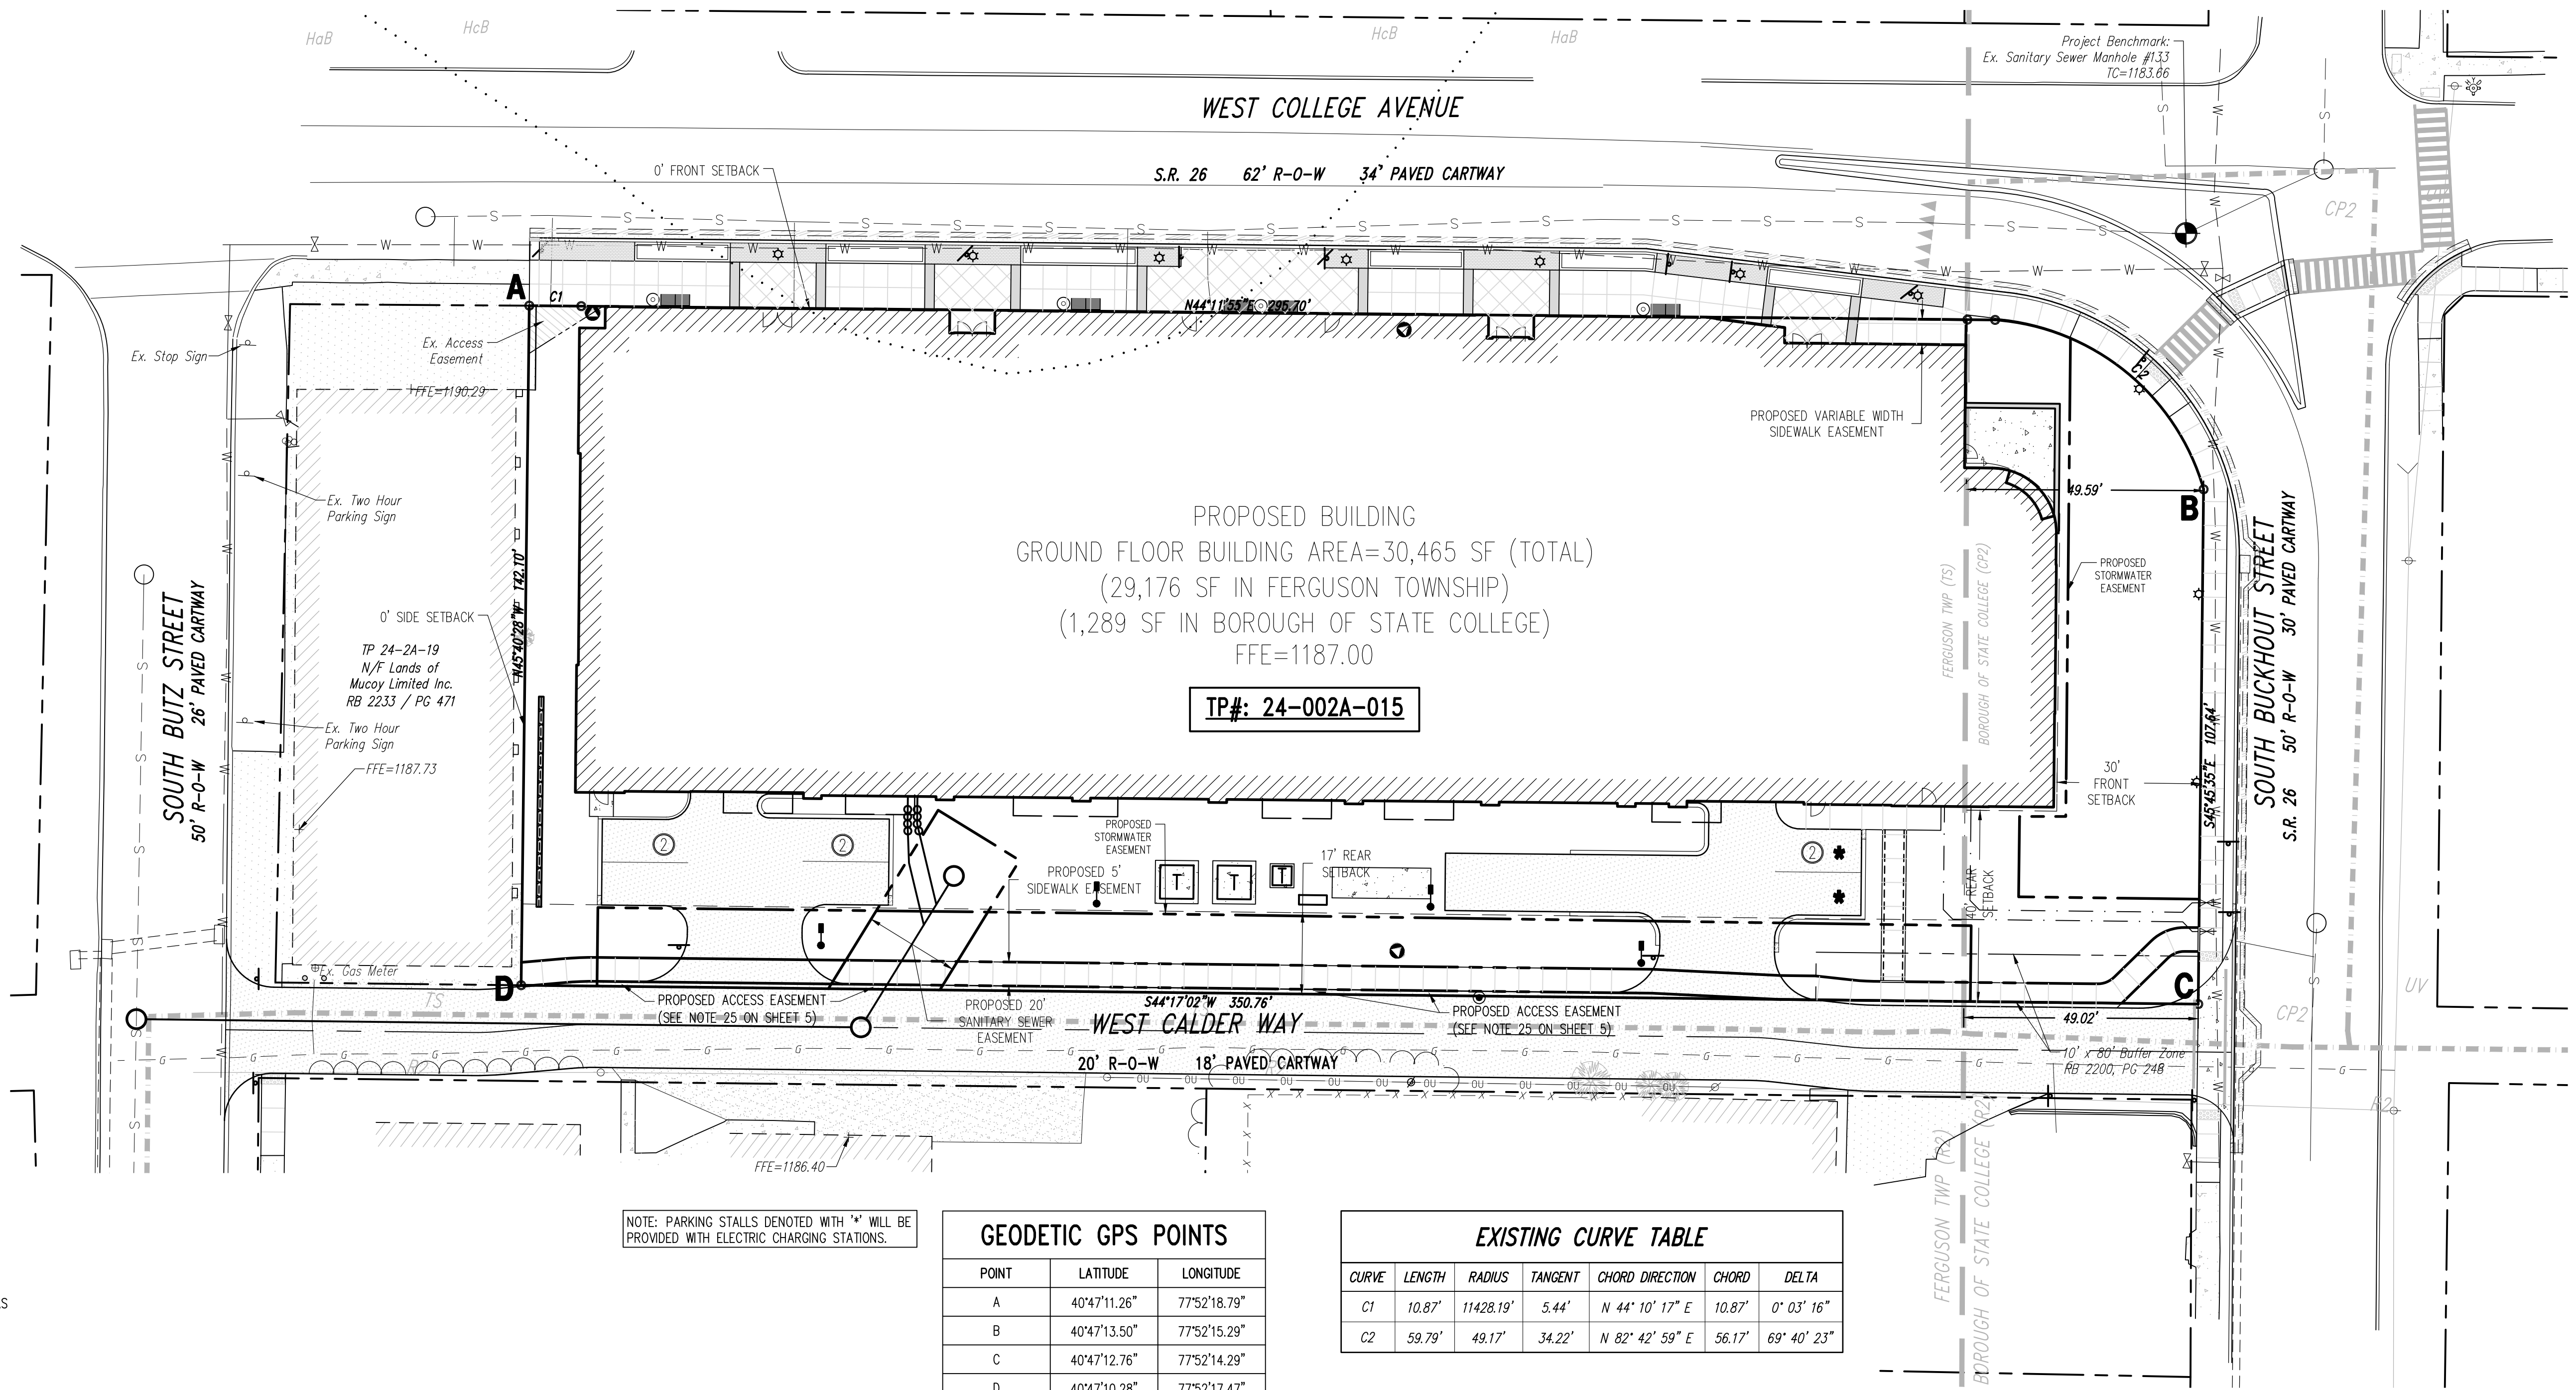 HaB
HcB
HcB
HaB
Project Benchmark:
Ex. Sanitary Sewer Manhole #133
TC=1183.66
WEST COLLEGE AVENUE
S.R. 26 62' R-O-W 34' PAVED CARTWAY
0' FRONT SETBACK
CP2
A
C1
N44°11'55"E 295.70'
Ex. Access
Easement
Ex. Stop Sign
FFE=1190.29
C2
PROPOSED VARIABLE WIDTH
SIDEWALK EASEMENT
49.59'
B
Ex. Two Hour
Parking Sign
PROPOSED BUILDING
GROUND FLOOR BUILDING AREA=30,465 SF (TOTAL)
(29,176 SF IN FERGUSON TOWNSHIP)
(1,289 SF IN BOROUGH OF STATE COLLEGE)
FFE=1187.00
TP#: 24-002A-015
FERGUSON TWP (TS)
BOROUGH OF STATE COLLEGE (CP2)
PROPOSED
STORMWATER
EASEMENT
SOUTH BUTZ STREET
50' R-O-W 26' PAVED CARTWAY
0' SIDE SETBACK
N45°40'28"W 142.10'
TP 24-2A-19
N/F Lands of
Mucoy Limited Inc.
RB 2233 / PG 471
Ex. Two Hour
Parking Sign
FFE=1187.73
SOUTH BUCKHOUT STREET
S.R. 26 50' R-O-W 30' PAVED CARTWAY
S45°45'35"E 107.64'
30'
FRONT
SETBACK
2
2
2
PROPOSED
STORMWATER
EASEMENT
PROPOSED 5'
SIDEWALK EASEMENT
T
T
T
17' REAR
SETBACK
*
*
40' REAR
SETBACK
Ex. Gas Meter
TS
D
C
PROPOSED ACCESS EASEMENT
(SEE NOTE 25 ON SHEET 5)
PROPOSED 20'
SANITARY SEWER
EASEMENT
S44°17'02"W 350.76'
PROPOSED ACCESS EASEMENT
(SEE NOTE 25 ON SHEET 5)
WEST CALDER WAY
20' R-O-W 18' PAVED CARTWAY
49.02'
10' x 80' Buffer Zone
RB 2200, PG 248
CP2
UV
R2
FFE=1186.40
FERGUSON TWP (R2)
BOROUGH OF STATE COLLEGE (R2)
NOTE: PARKING STALLS DENOTED WITH '*' WILL BE
PROVIDED WITH ELECTRIC CHARGING STATIONS.
GEODETIC GPS POINTS
POINT LATITUDE LONGITUDE
A 40°47'11.26" 77°52'18.79"
B 40°47'13.50" 77°52'15.29"
C 40°47'12.76" 77°52'14.29"
D 40°47'10.28" 77°52'17.47"
EXISTING CURVE TABLE
CURVE LENGTH RADIUS TANGENT CHORD DIRECTION CHORD DELTA
C1 10.87' 11428.19' 5.44' N 44° 10' 17" E 10.87' 0° 03' 16"
C2 59.79' 49.17' 34.22' N 82° 42' 59" E 56.17' 69° 40' 23"